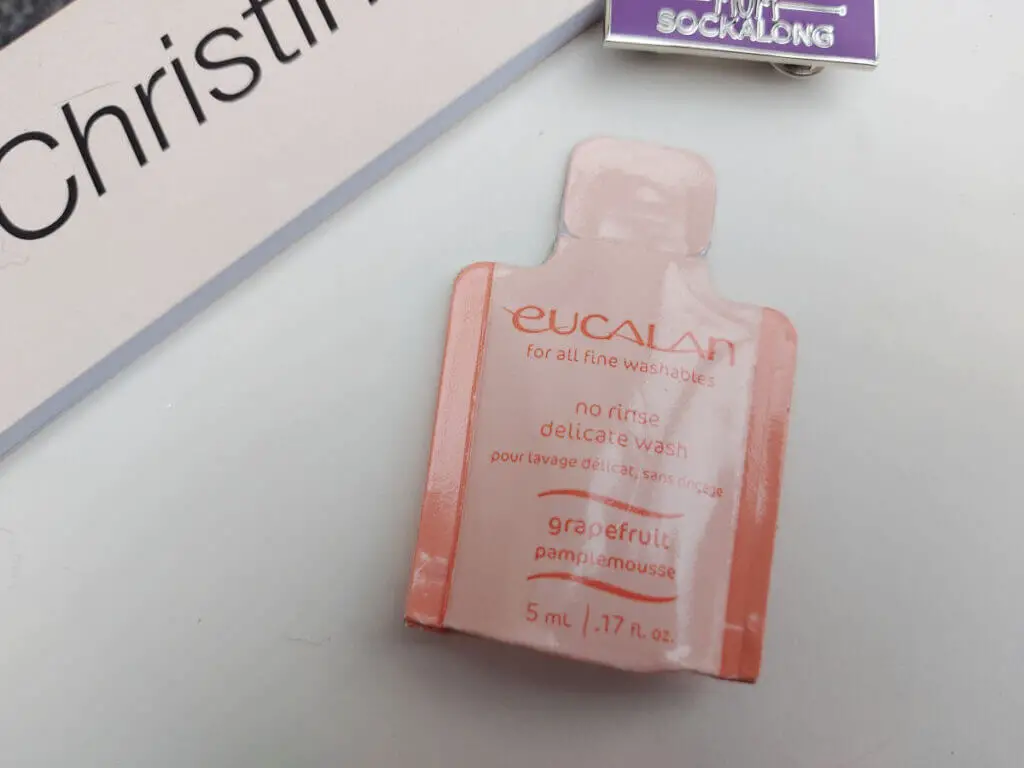 Christin
SOCKALONG
eucalan
for all fine washables
no rinse
delicate wash
pour lavage délicat, sans rinçage
grapefruit
pamplemousse
5 mL | .17 fl. oz.